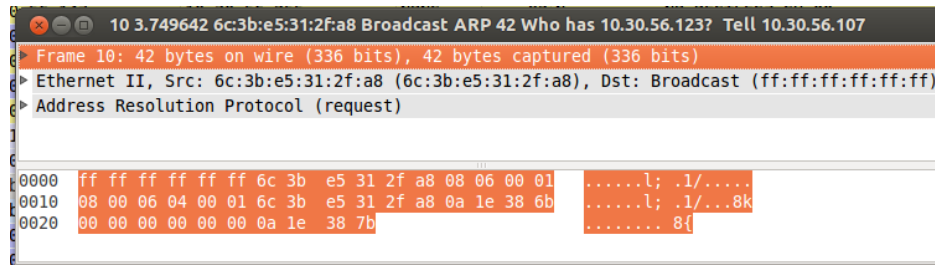 10 3.749642 6c:3b:e5:31:2f:a8 Broadcast ARP 42 Who has 10.30.56.123? Tell 10.30.56.107
Frame 10: 42 bytes on wire (336 bits), 42 bytes captured (336 bits)
Ethernet II, Src: 6c:3b:e5:31:2f:a8 (6c:3b:e5:31:2f:a8), Dst: Broadcast (ff:ff:ff:ff:ff:ff)
Address Resolution Protocol (request)
0000 ff ff ff ff ff ff 6c 3b e5 31 2f a8 08 06 00 01 ......l; .1/.....
0010 08 00 06 04 00 01 6c 3b e5 31 2f a8 0a 1e 38 6b ......l; .1/...8k
0020 00 00 00 00 00 00 0a 1e 38 7b ........ 8{